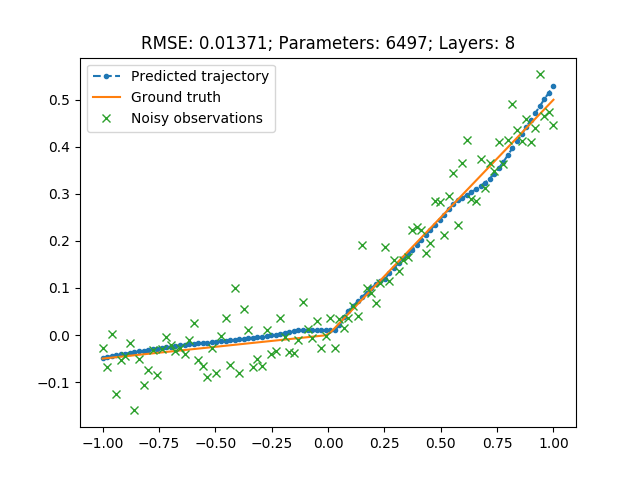 RMSE: 0.01371; Parameters: 6497; Layers: 8
Predicted trajectory
Ground truth
Noisy observations
0.5
0.4
0.3
0.2
0.1
0.0
−0.1
−1.00 −0.75 −0.50 −0.25 0.00 0.25 0.50 0.75 1.00